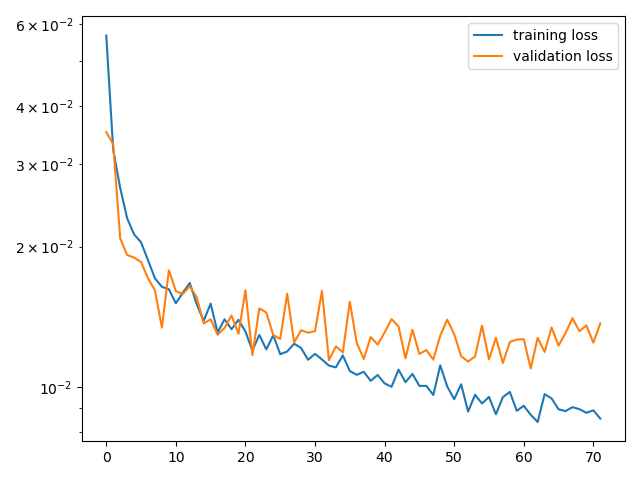 training loss
validation loss
6 × 10⁻²
4 × 10⁻²
3 × 10⁻²
2 × 10⁻²
10⁻²
0 10 20 30 40 50 60 70